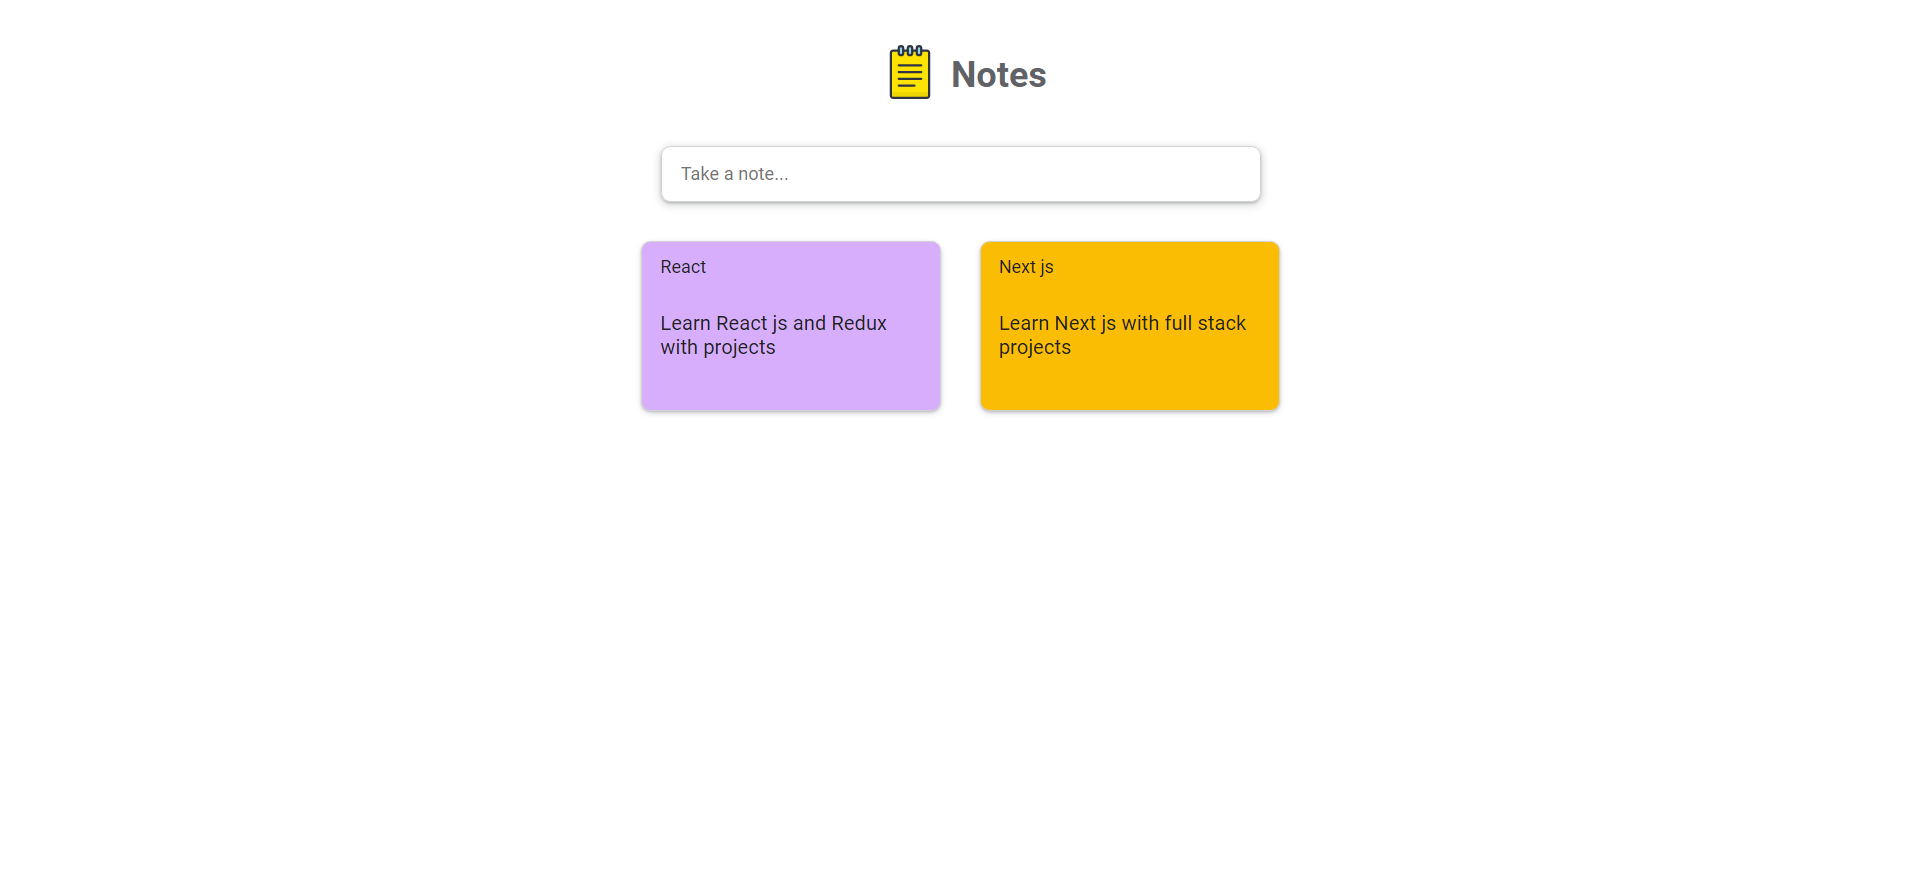 Notes
Take a note...
React
Learn React js and Redux
with projects
Next js
Learn Next js with full stack
projects